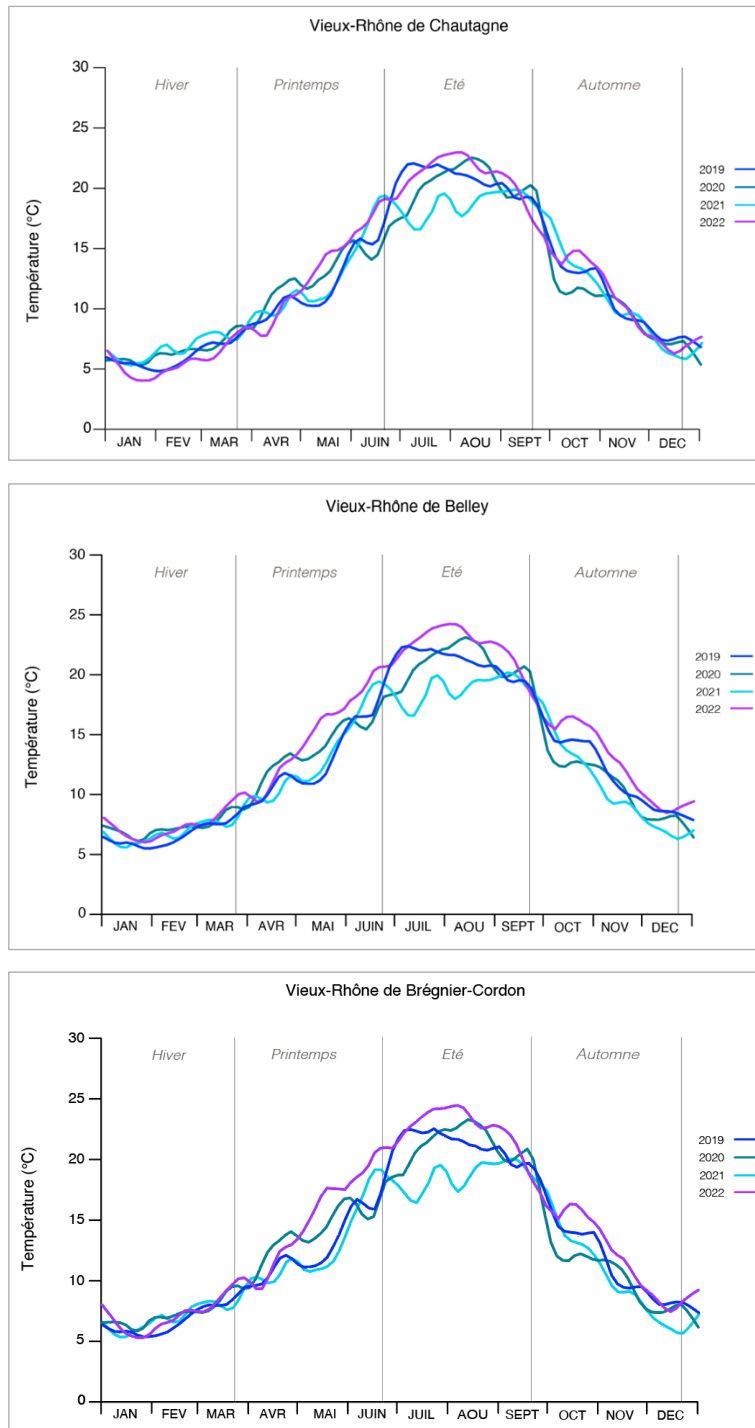 Vieux-Rhône de Chautagne
Hiver Printemps Eté Automne
Température (°C)
30
25
20
15
10
5
0
JAN FEV MAR AVR MAI JUIN JUIL AOU SEPT OCT NOV DEC
2019
2020
2021
2022
Vieux-Rhône de Belley
Hiver Printemps Eté Automne
Température (°C)
30
25
20
15
10
5
0
JAN FEV MAR AVR MAI JUIN JUIL AOU SEPT OCT NOV DEC
2019
2020
2021
2022
Vieux-Rhône de Brégnier-Cordon
Hiver Printemps Eté Automne
Température (°C)
30
25
20
15
10
5
0
JAN FEV MAR AVR MAI JUIN JUIL AOU SEPT OCT NOV DEC
2019
2020
2021
2022